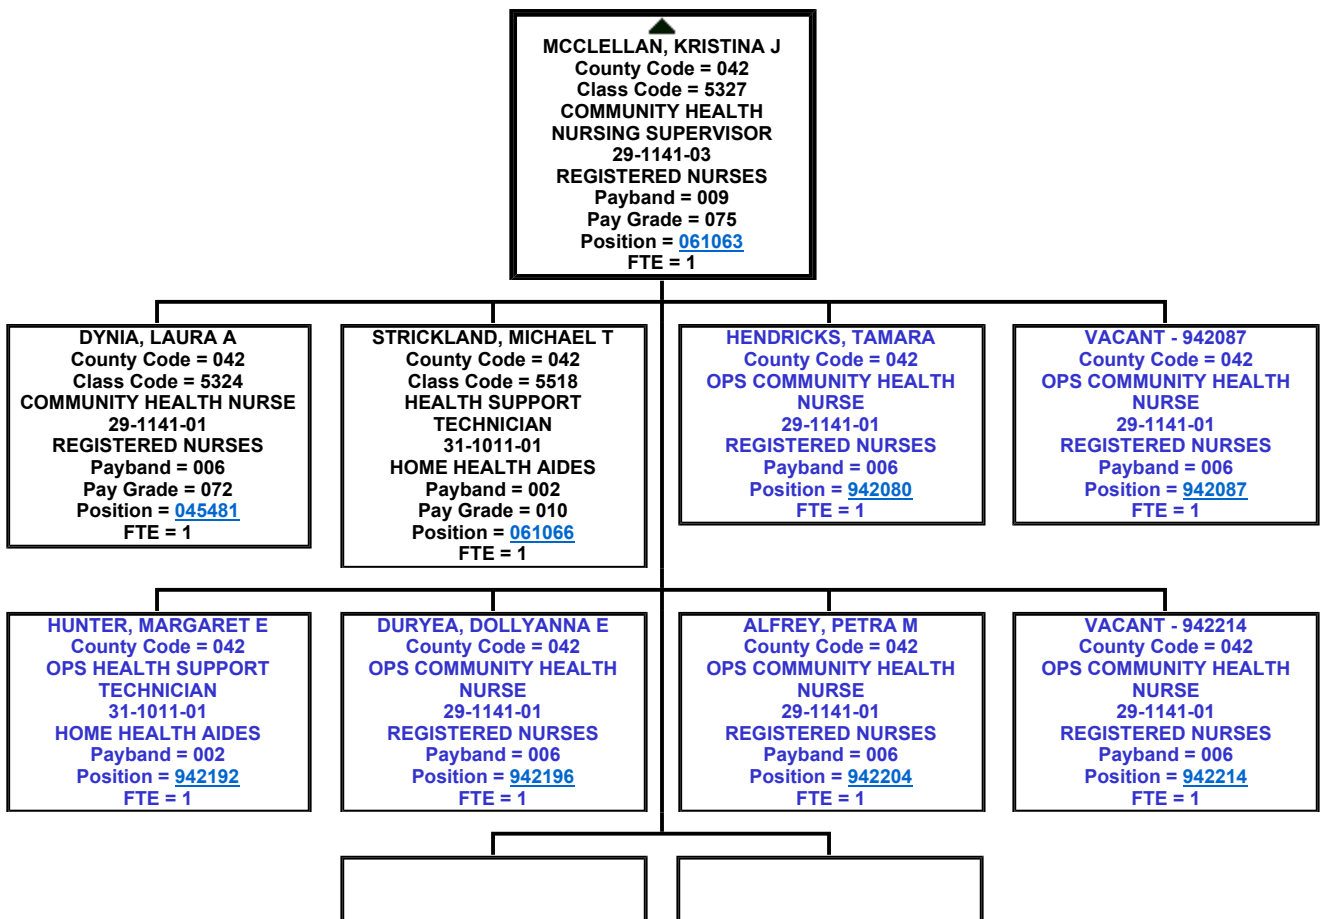 MCCLELLAN, KRISTINA J
County Code = 042
Class Code = 5327
COMMUNITY HEALTH
NURSING SUPERVISOR
29-1141-03
REGISTERED NURSES
Payband = 009
Pay Grade = 075
Position = 061063
FTE = 1
DYNIA, LAURA A
County Code = 042
Class Code = 5324
COMMUNITY HEALTH NURSE
29-1141-01
REGISTERED NURSES
Payband = 006
Pay Grade = 072
Position = 045481
FTE = 1
STRICKLAND, MICHAEL T
County Code = 042
Class Code = 5518
HEALTH SUPPORT
TECHNICIAN
31-1011-01
HOME HEALTH AIDES
Payband = 002
Pay Grade = 010
Position = 061066
FTE = 1
HENDRICKS, TAMARA
County Code = 042
OPS COMMUNITY HEALTH
NURSE
29-1141-01
REGISTERED NURSES
Payband = 006
Position = 942080
FTE = 1
VACANT - 942087
County Code = 042
OPS COMMUNITY HEALTH
NURSE
29-1141-01
REGISTERED NURSES
Payband = 006
Position = 942087
FTE = 1
HUNTER, MARGARET E
County Code = 042
OPS HEALTH SUPPORT
TECHNICIAN
31-1011-01
HOME HEALTH AIDES
Payband = 002
Position = 942192
FTE = 1
DURYEA, DOLLYANNA E
County Code = 042
OPS COMMUNITY HEALTH
NURSE
29-1141-01
REGISTERED NURSES
Payband = 006
Position = 942196
FTE = 1
ALFREY, PETRA M
County Code = 042
OPS COMMUNITY HEALTH
NURSE
29-1141-01
REGISTERED NURSES
Payband = 006
Position = 942204
FTE = 1
VACANT - 942214
County Code = 042
OPS COMMUNITY HEALTH
NURSE
29-1141-01
REGISTERED NURSES
Payband = 006
Position = 942214
FTE = 1